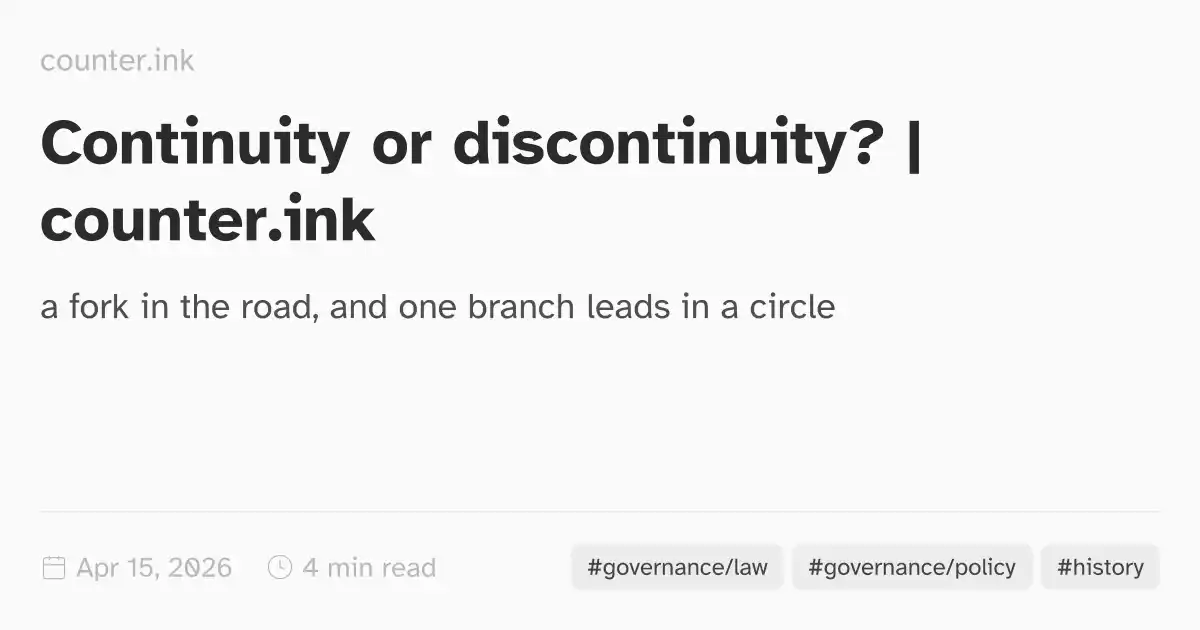 counter.ink
Continuity or discontinuity? |
counter.ink
a fork in the road, and one branch leads in a circle
Apr 15, 2026 4 min read #governance/law #governance/policy #history